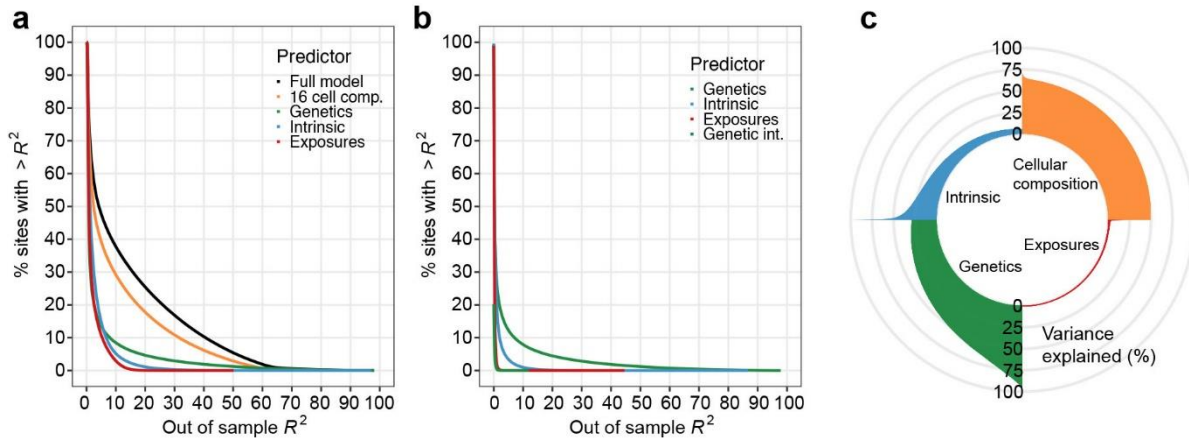 a
% sites with > R²
100
90
80
70
60
50
40
30
20
10
0
Predictor
Full model
16 cell comp.
Genetics
Intrinsic
Exposures
0 10 20 30 40 50 60 70 80 90 100
Out of sample R²
b
% sites with > R²
100
90
80
70
60
50
40
30
20
10
0
Predictor
Genetics
Intrinsic
Exposures
Genetic int.
0 10 20 30 40 50 60 70 80 90 100
Out of sample R²
c
100
75
50
25
0
Cellular
composition
Intrinsic
Exposures
Genetics
0
25
50
75
100
Variance
explained (%)